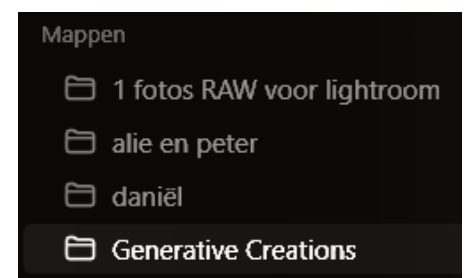 Mappen
1 fotos RAW voor lightroom
alie en peter
daniël
Generative Creations